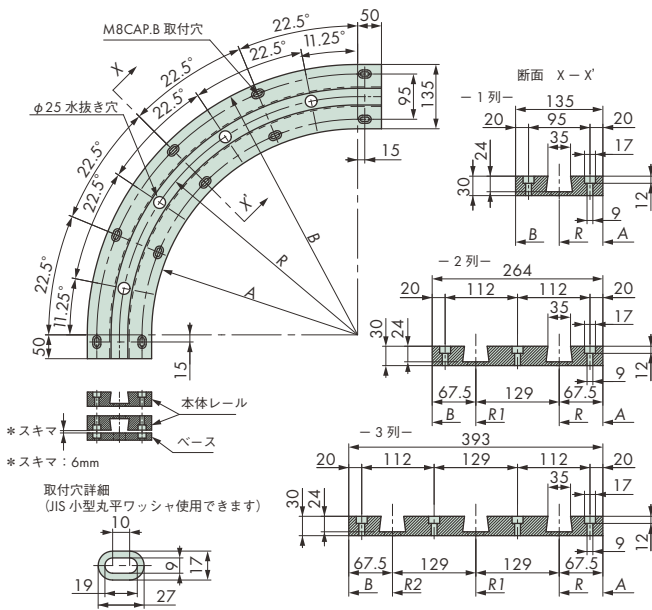 22.5°
50
M8CAP.B 取付穴
22.5°
11.25°
22.5°
22.5°
X
φ25 水抜き穴
22.5°
22.5°
22.5°
11.25°
50
15
X'
A
R
B
95
135
15
断面 X－X'
－1列－
135
20
95
20
35
17
24
30
12
9
B
R
A
－2列－
264
20
112
112
20
35
17
30
24
12
9
67.5
129
67.5
B
R1
R
A
－3列－
393
20
112
129
112
20
35
17
30
24
12
9
67.5
129
129
67.5
B
R2
R1
R
A
本体レール
＊スキマ
ベース
＊スキマ：6mm
取付穴詳細
(JIS 小型丸平ワッシャ使用できます)
10
9
17
19
27